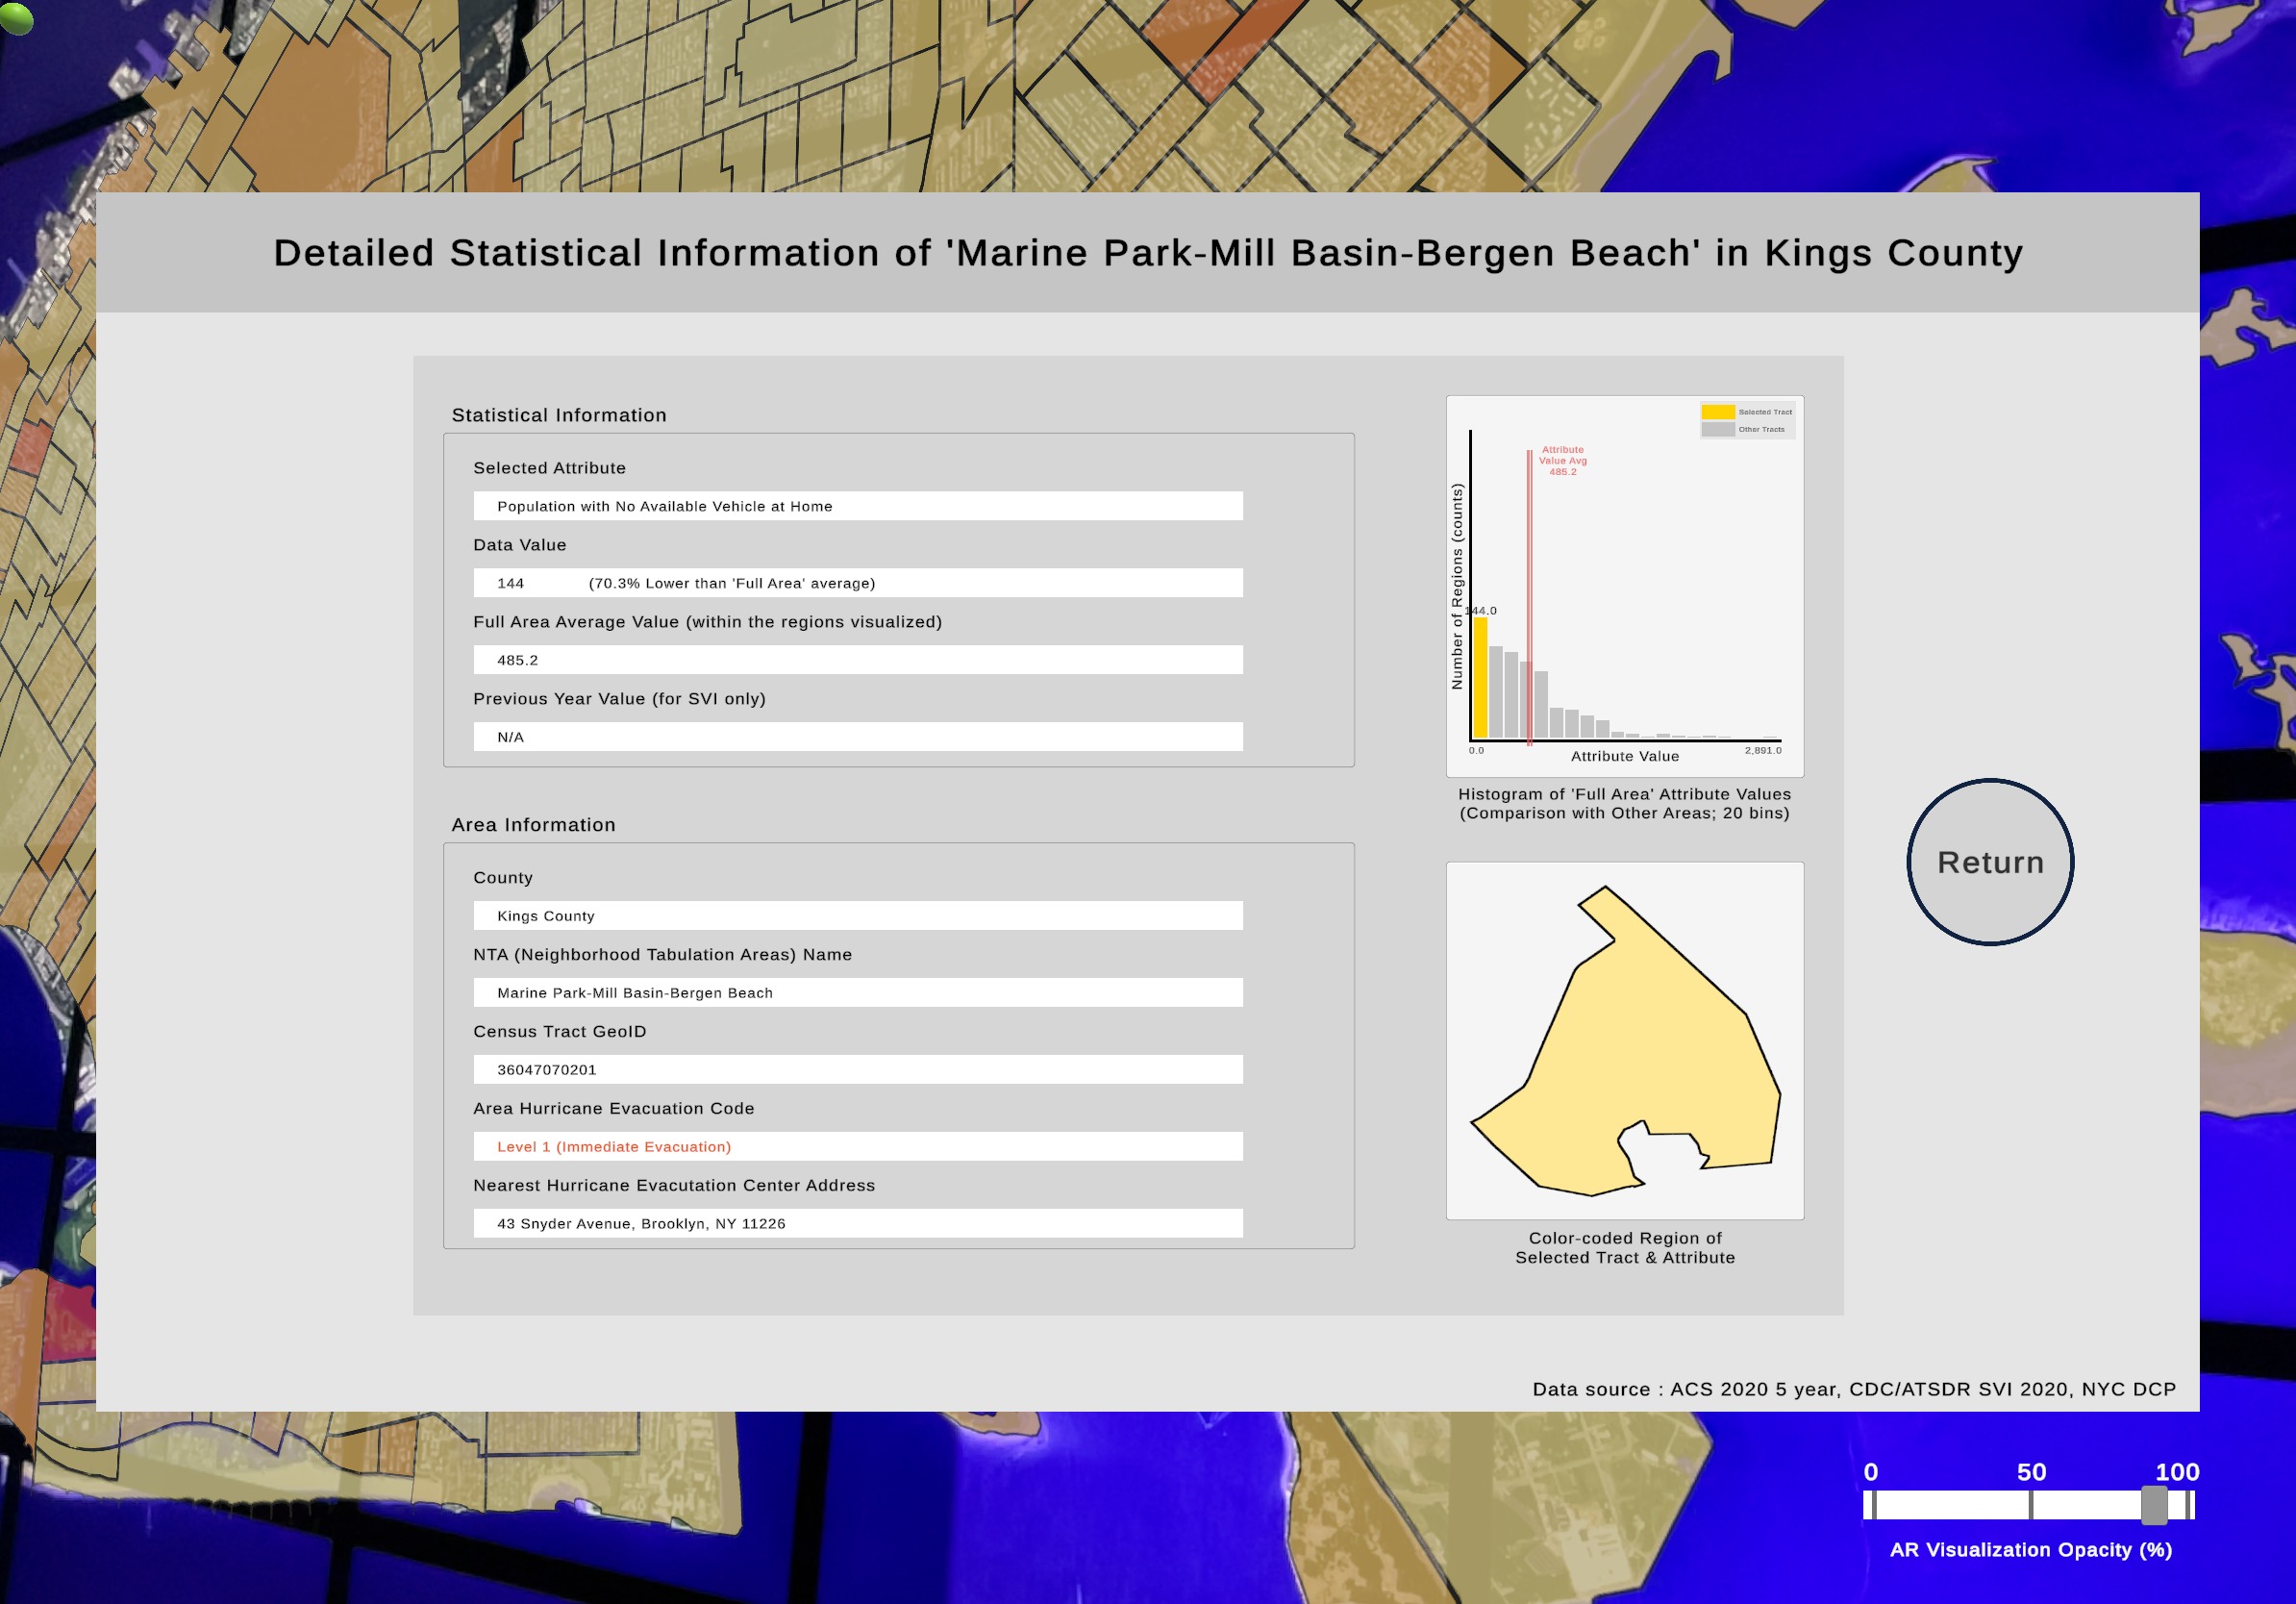 Detailed Statistical Information of 'Marine Park-Mill Basin-Bergen Beach' in Kings County
Statistical Information
Selected Attribute
Population with No Available Vehicle at Home
Data Value
144 (70.3% Lower than 'Full Area' average)
Full Area Average Value (within the regions visualized)
485.2
Previous Year Value (for SVI only)
N/A
Area Information
County
Kings County
NTA (Neighborhood Tabulation Areas) Name
Marine Park-Mill Basin-Bergen Beach
Census Tract GeoID
36047070201
Area Hurricane Evacuation Code
Level 1 (Immediate Evacuation)
Nearest Hurricane Evacutation Center Address
43 Snyder Avenue, Brooklyn, NY 11226
Selected Tract
Other Tracts
Attribute
Value Avg
485.2
Number of Regions (counts)
144.0
0.0
2,891.0
Attribute Value
Histogram of 'Full Area' Attribute Values
(Comparison with Other Areas; 20 bins)
Color-coded Region of
Selected Tract & Attribute
Return
Data source : ACS 2020 5 year, CDC/ATSDR SVI 2020, NYC DCP
0 50 100
AR Visualization Opacity (%)